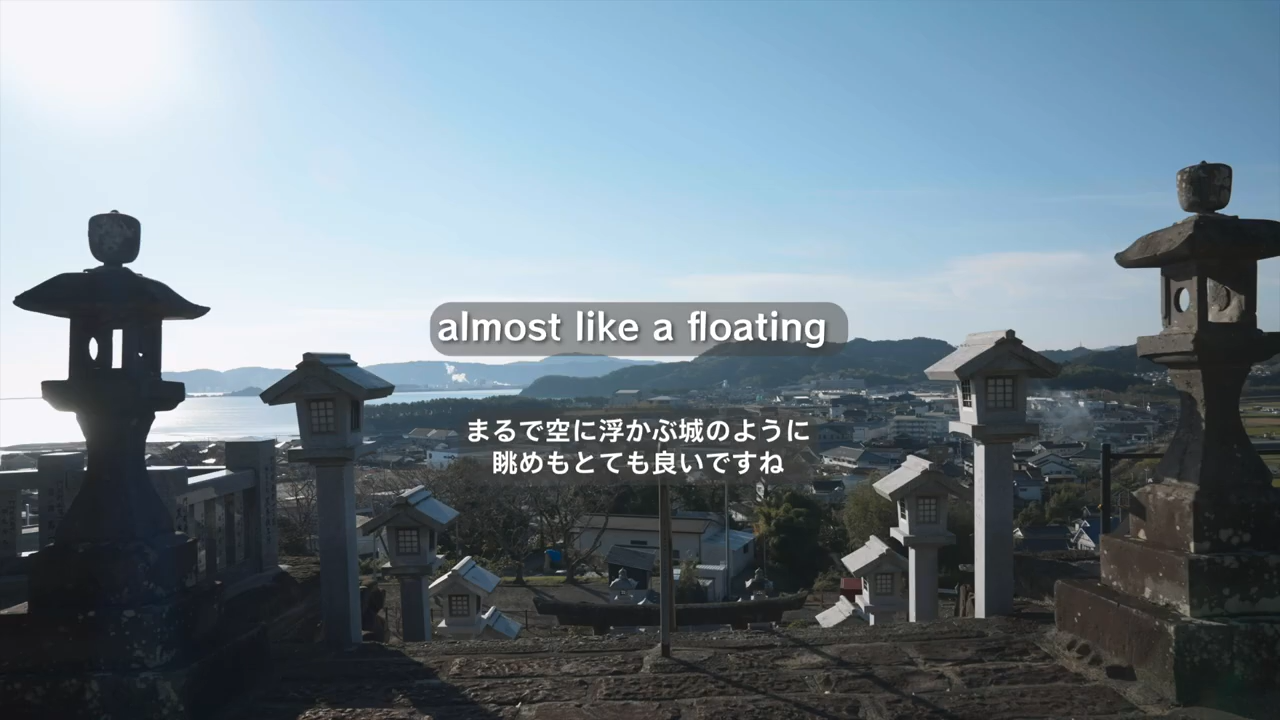 almost like a floating
まるで空に浮かぶ城のように
眺めもとても良いですね